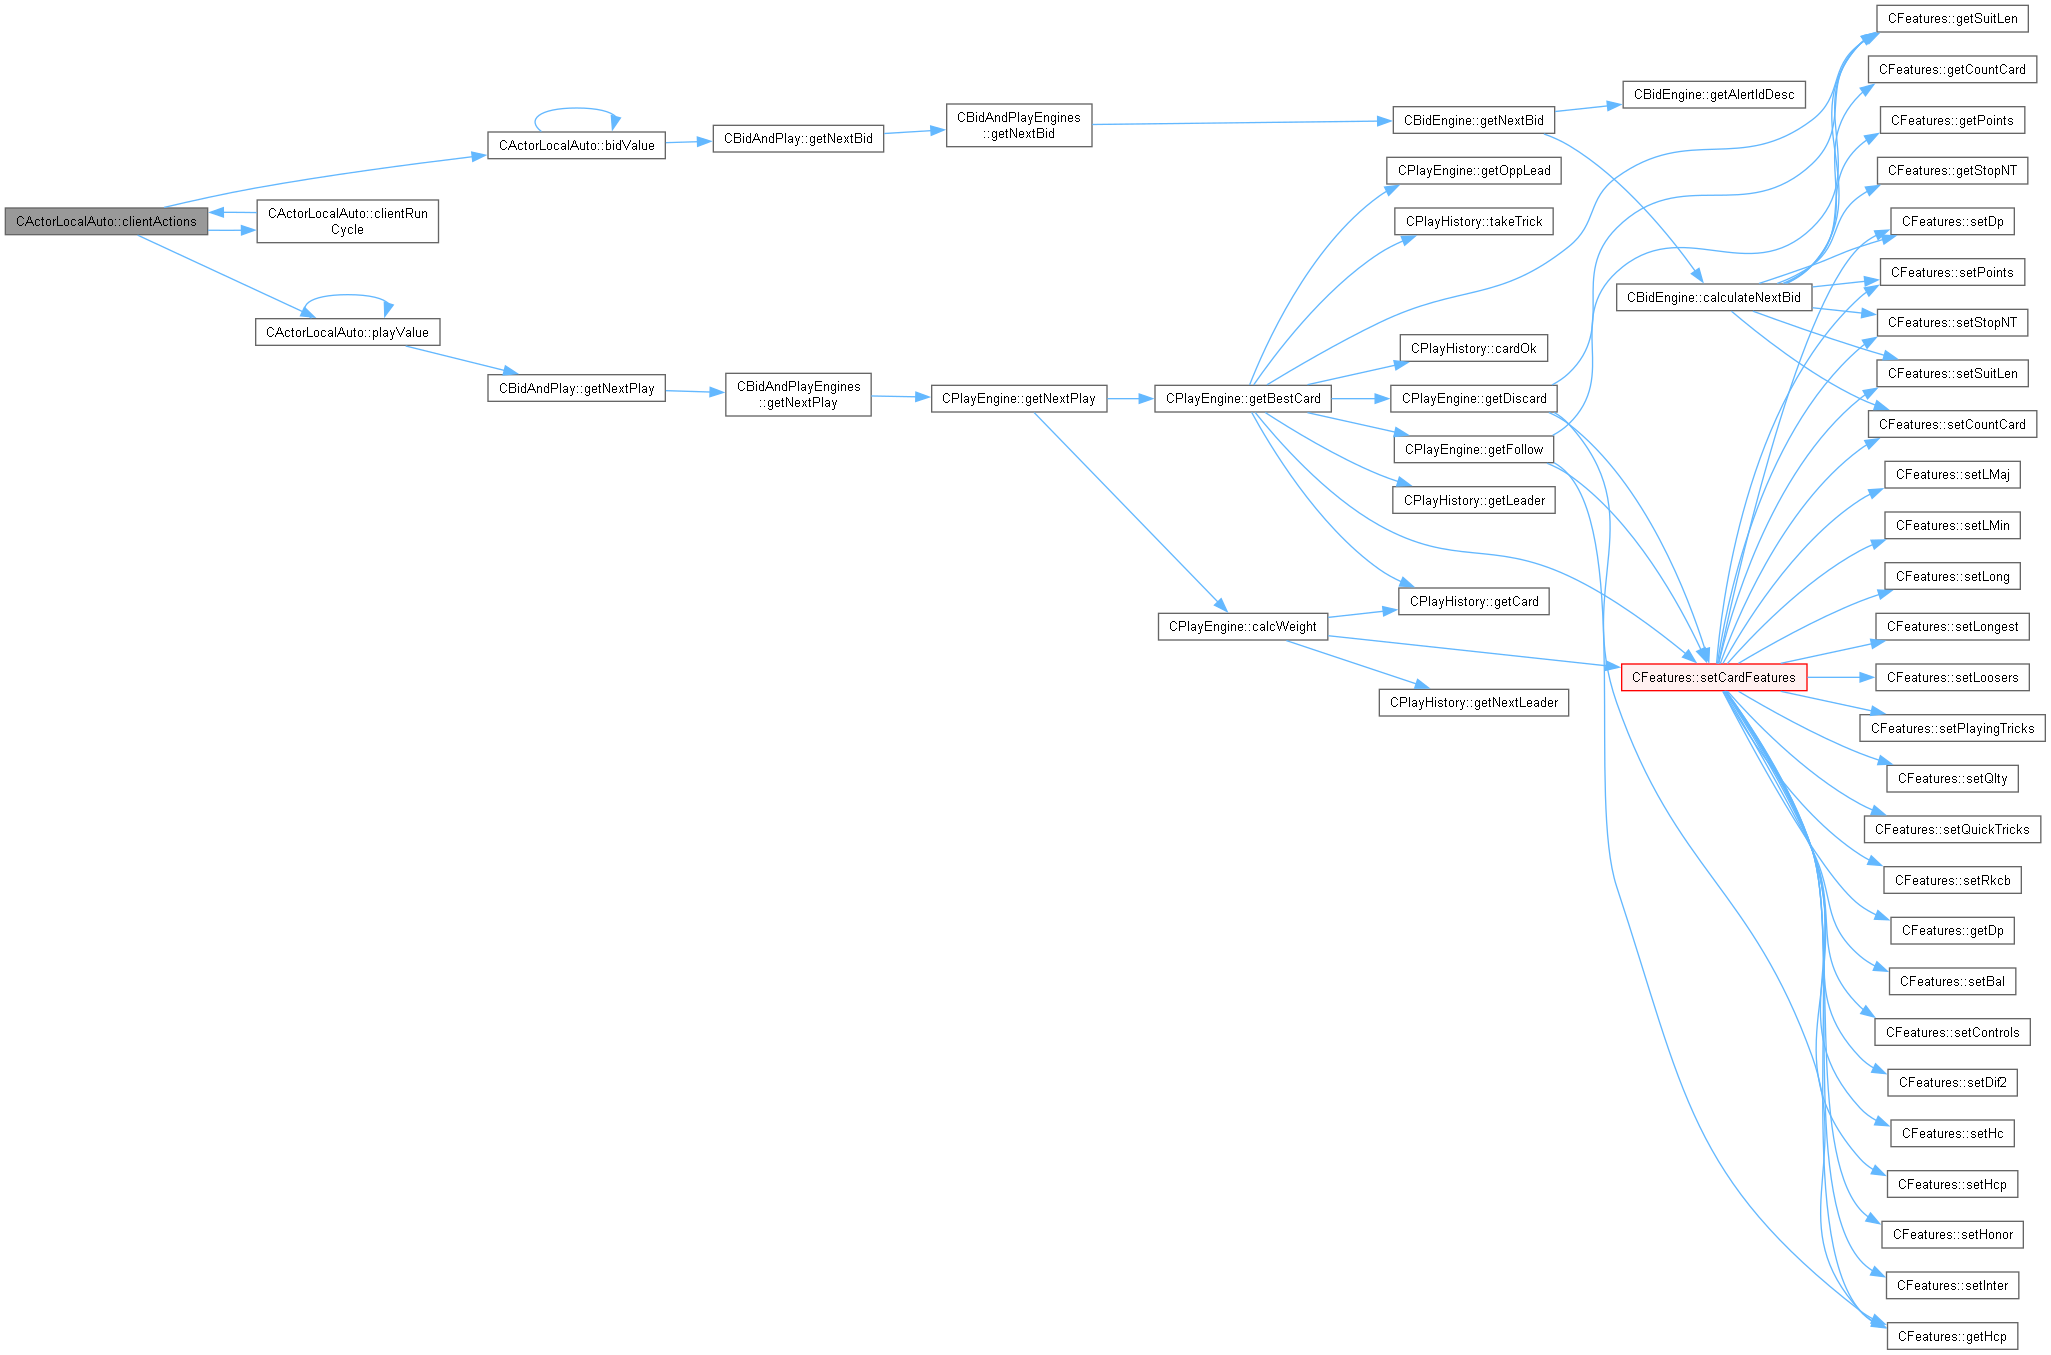 CActorLocalAuto::clientActions
CActorLocalAuto::clientRun
Cycle
CActorLocalAuto::playValue
CActorLocalAuto::bidValue
CBidAndPlay::getNextPlay
CBidAndPlay::getNextBid
CBidAndPlayEngines
::getNextPlay
CBidAndPlayEngines
::getNextBid
CPlayEngine::getNextPlay
CPlayEngine::getBestCard
CPlayEngine::calcWeight
CBidEngine::getNextBid
CPlayEngine::getOppLead
CPlayHistory::takeTrick
CPlayHistory::cardOk
CPlayEngine::getDiscard
CPlayEngine::getFollow
CPlayHistory::getLeader
CPlayHistory::getCard
CPlayHistory::getNextLeader
CBidEngine::getAlertIdDesc
CBidEngine::calculateNextBid
CFeatures::setCardFeatures
CFeatures::getSuitLen
CFeatures::getCountCard
CFeatures::getPoints
CFeatures::getStopNT
CFeatures::setDp
CFeatures::setPoints
CFeatures::setStopNT
CFeatures::setSuitLen
CFeatures::setCountCard
CFeatures::setLMaj
CFeatures::setLMin
CFeatures::setLong
CFeatures::setLongest
CFeatures::setLoosers
CFeatures::setPlayingTricks
CFeatures::setQlty
CFeatures::setQuickTricks
CFeatures::setRkcb
CFeatures::getDp
CFeatures::setBal
CFeatures::setControls
CFeatures::setDif2
CFeatures::setHc
CFeatures::setHcp
CFeatures::setHonor
CFeatures::setInter
CFeatures::getHcp